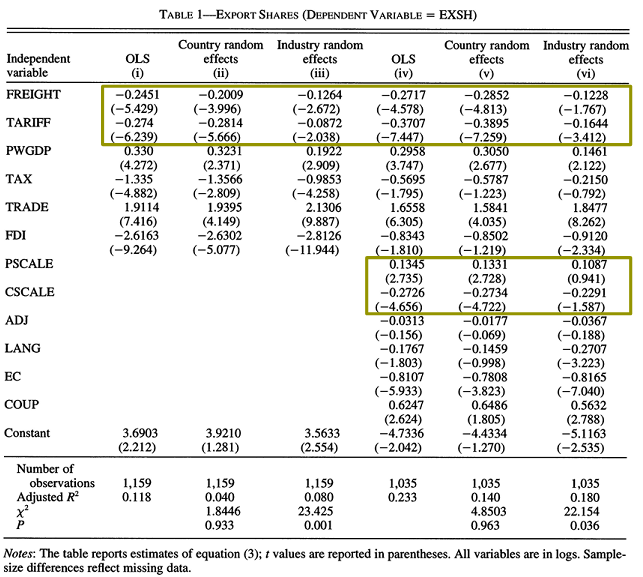 TABLE 1—EXPORT SHARES (DEPENDENT VARIABLE = EXSH)
Independent variable OLS (i) Country random effects (ii) Industry random effects (iii) OLS (iv) Country random effects (v) Industry random effects (vi)
FREIGHT −0.2451 −0.2009 −0.1264 −0.2717 −0.2852 −0.1228
(−5.429) (−3.996) (−2.672) (−4.578) (−4.813) (−1.767)
TARIFF −0.274 −0.2814 −0.0872 −0.3707 −0.3895 −0.1644
(−6.239) (−5.666) (−2.038) (−7.447) (−7.259) (−3.412)
PWGDP 0.330 0.3231 0.1922 0.2958 0.3050 0.1461
(4.272) (2.371) (2.909) (3.747) (2.677) (2.122)
TAX −1.335 −1.3566 −0.9853 −0.5695 −0.5787 −0.2150
(−4.882) (−2.809) (−4.258) (−1.795) (−1.223) (−0.792)
TRADE 1.9114 1.9395 2.1306 1.6558 1.5841 1.8477
(7.416) (4.149) (9.887) (6.305) (4.035) (8.262)
FDI −2.6163 −2.6302 −2.8126 −0.8343 −0.8502 −0.9120
(−9.264) (−5.077) (−11.944) (−1.810) (−1.219) (−2.334)
PSCALE 0.1345 0.1331 0.1087
(2.735) (2.728) (0.941)
CSCALE −0.2726 −0.2734 −0.2291
(−4.656) (−4.722) (−1.587)
ADJ −0.0313 −0.0177 −0.0367
(−0.156) (−0.069) (−0.188)
LANG −0.1767 −0.1459 −0.2707
(−1.803) (−0.998) (−3.223)
EC −0.8107 −0.7808 −0.8165
(−5.933) (−3.823) (−7.040)
COUP 0.6247 0.6486 0.5632
(2.624) (1.805) (2.788)
Constant 3.6903 3.9210 3.5633 −4.7336 −4.4334 −5.1163
(2.212) (1.281) (2.554) (−2.042) (−1.270) (−2.535)
Number of
observations 1,159 1,159 1,159 1,035 1,035 1,035
Adjusted R² 0.118 0.040 0.080 0.233 0.140 0.180
χ² 1.8446 23.425 4.8503 22.154
P 0.933 0.001 0.963 0.036
Notes: The table reports estimates of equation (3); t values are reported in parentheses. All variables are in logs. Sample-
size differences reflect missing data.